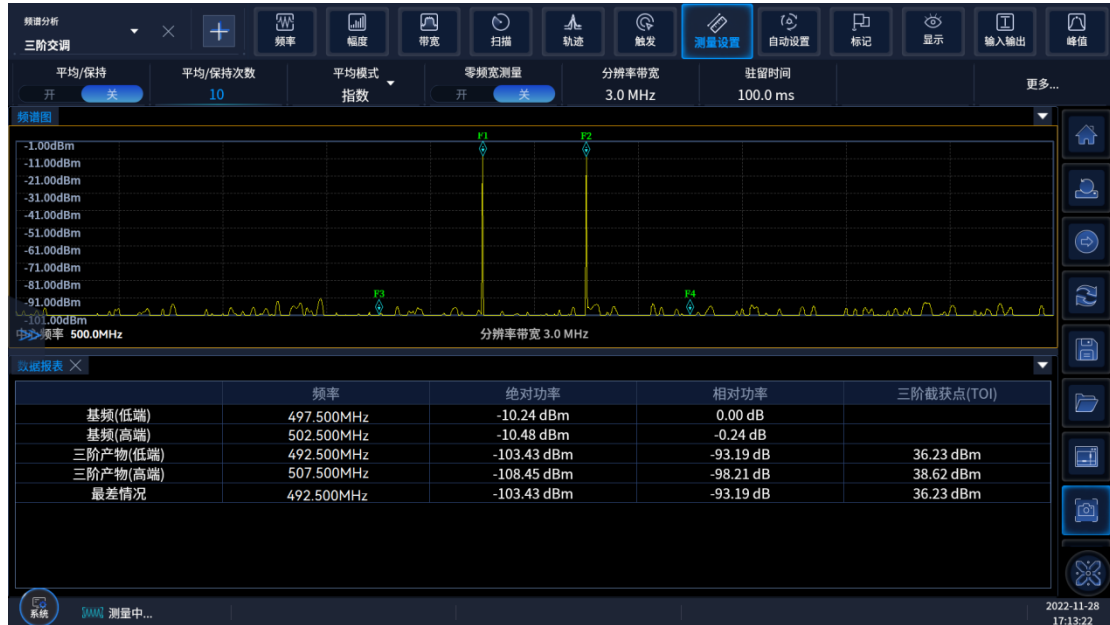 频谱分析
三阶交调
频率
幅度
带宽
扫描
轨迹
触发
测量设置
自动设置
标记
显示
输入输出
峰值
平均/保持
开 关
平均/保持次数
10
平均模式
指数
零频宽测量
开 关
分辨率带宽
3.0 MHz
驻留时间
100.0 ms
更多...
频谱图
F1
F2
-1.00dBm
-11.00dBm
-21.00dBm
-31.00dBm
-41.00dBm
-51.00dBm
-61.00dBm
-71.00dBm
-81.00dBm
F3
F4
-91.00dBm
-101.00dBm
中心频率 500.0MHz
分辨率带宽 3.0 MHz
数据报表
频率 绝对功率 相对功率 三阶截获点(TOI)
基频(低端) 497.500MHz -10.24 dBm 0.00 dB
基频(高端) 502.500MHz -10.48 dBm -0.24 dB
三阶产物(低端) 492.500MHz -103.43 dBm -93.19 dB 36.23 dBm
三阶产物(高端) 507.500MHz -108.45 dBm -98.21 dB 38.62 dBm
最差情况 492.500MHz -103.43 dBm -93.19 dB 36.23 dBm
系统
测量中...
2022-11-28
17:13:22